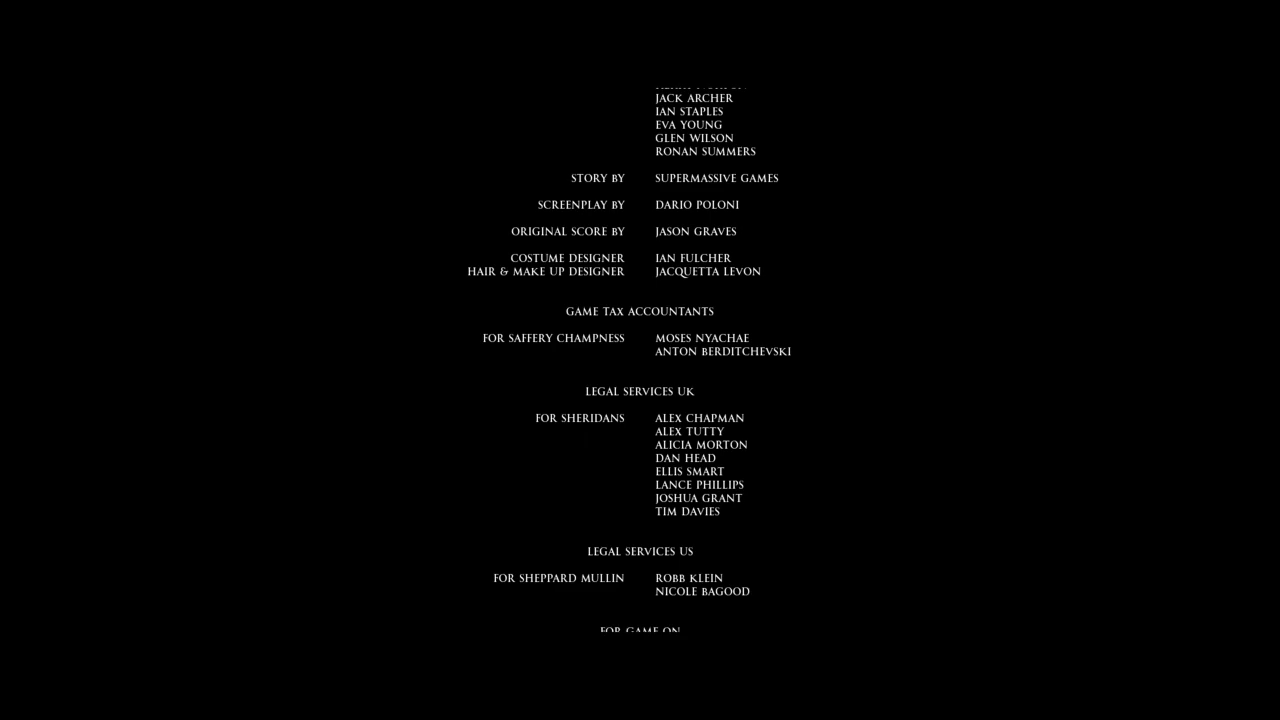 JACK ARCHER
IAN STAPLES
EVA YOUNG
GLEN WILSON
RONAN SUMMERS
STORY BY SUPERMASSIVE GAMES
SCREENPLAY BY DARIO POLONI
ORIGINAL SCORE BY JASON GRAVES
COSTUME DESIGNER IAN FULCHER
HAIR & MAKE UP DESIGNER JACQUETTA LEVON
GAME TAX ACCOUNTANTS
FOR SAFFERY CHAMPNESS MOSES NYACHAE
ANTON BERDITCHEVSKI
LEGAL SERVICES UK
FOR SHERIDANS ALEX CHAPMAN
ALEX TUTTY
ALICIA MORTON
DAN HEAD
ELLIS SMART
LANCE PHILLIPS
JOSHUA GRANT
TIM DAVIES
LEGAL SERVICES US
FOR SHEPPARD MULLIN ROBB KLEIN
NICOLE BAGOOD
FOR GAME ON